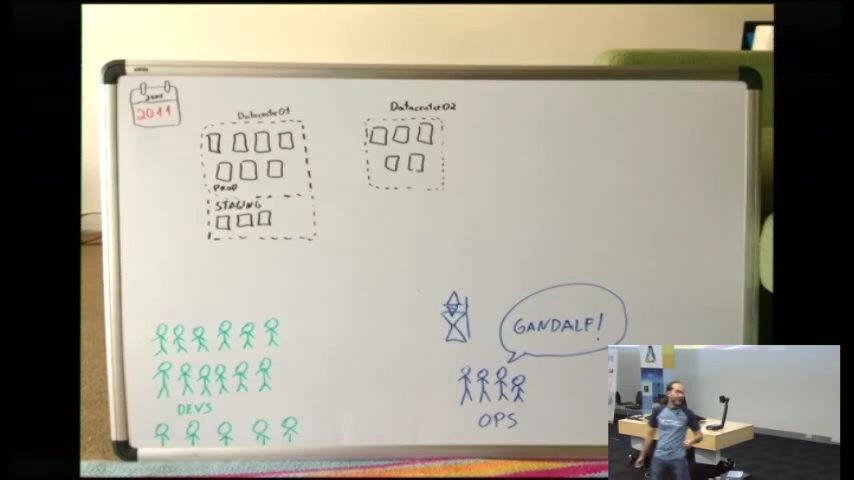 JUNE
2011
Datacenter01
Datacenter02
PROD
STAGING
GANDALF!
DEVS
OPS